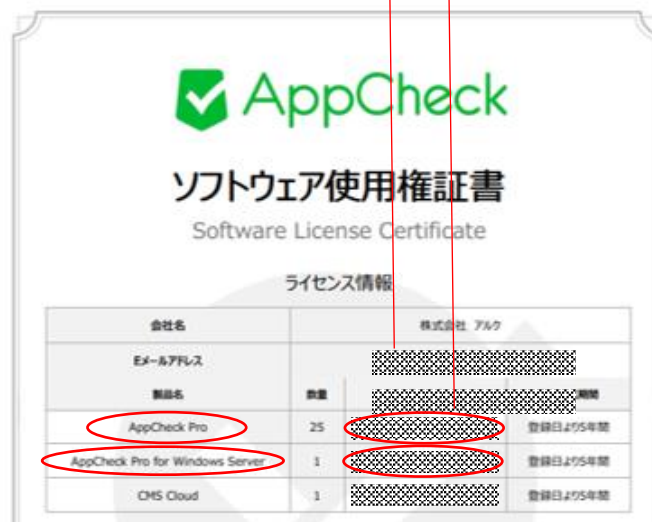 AppCheck
ソフトウェア使用権証書
Software License Certificate
ライセンス情報
会社名 株式会社 アルク
Eメールアドレス
製品名 数量 期間
AppCheck Pro 25 登録日より5年間
AppCheck Pro for Windows Server 1 登録日より5年間
CMS Cloud 1 登録日より5年間